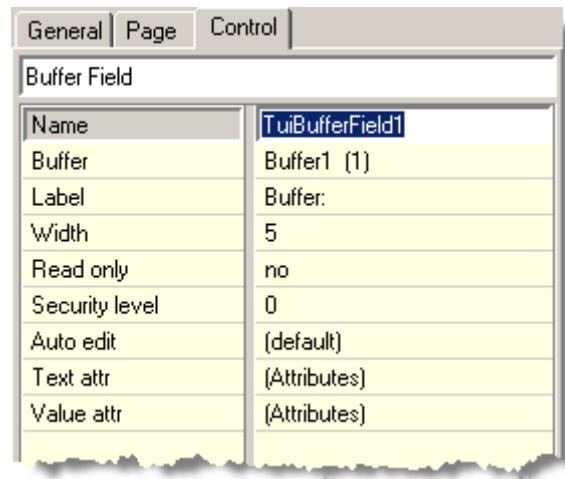 General Page Control
Buffer Field
Name TuiBufferField1
Buffer Buffer1 (1)
Label Buffer:
Width 5
Read only no
Security level 0
Auto edit (default)
Text attr (Attributes)
Value attr (Attributes)